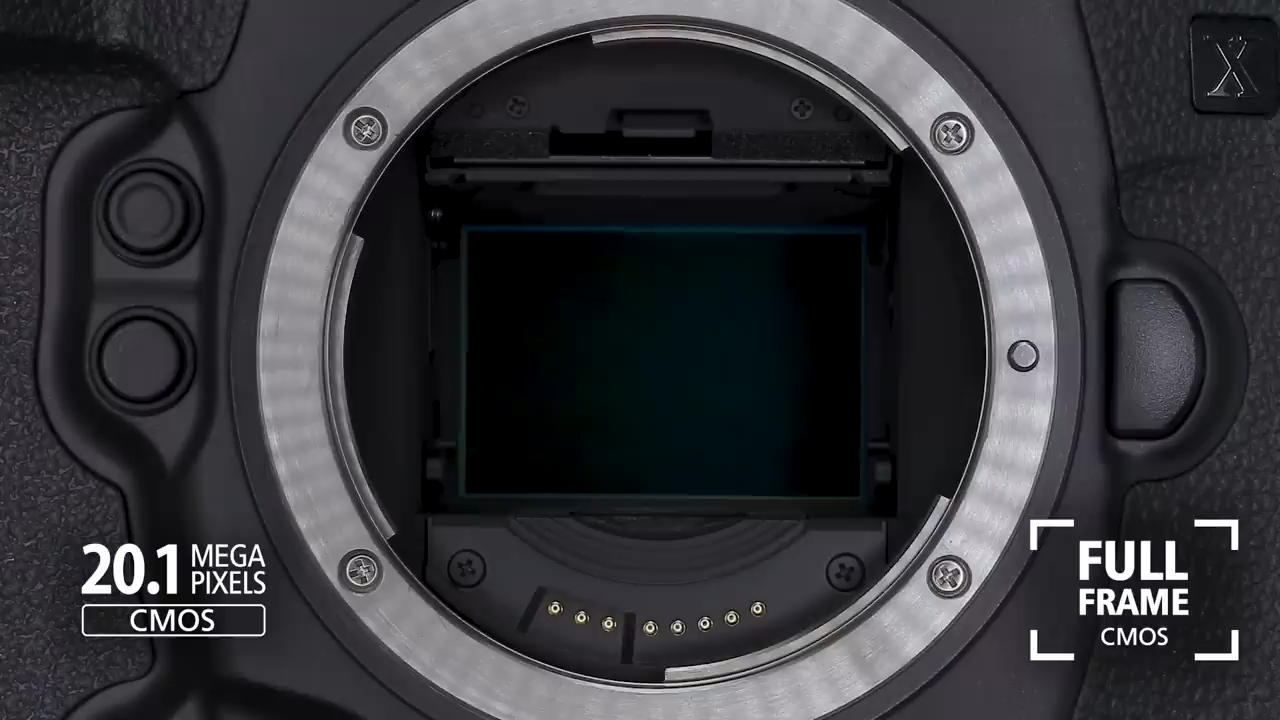 X
20.1 MEGA
PIXELS
CMOS
FULL
FRAME
CMOS